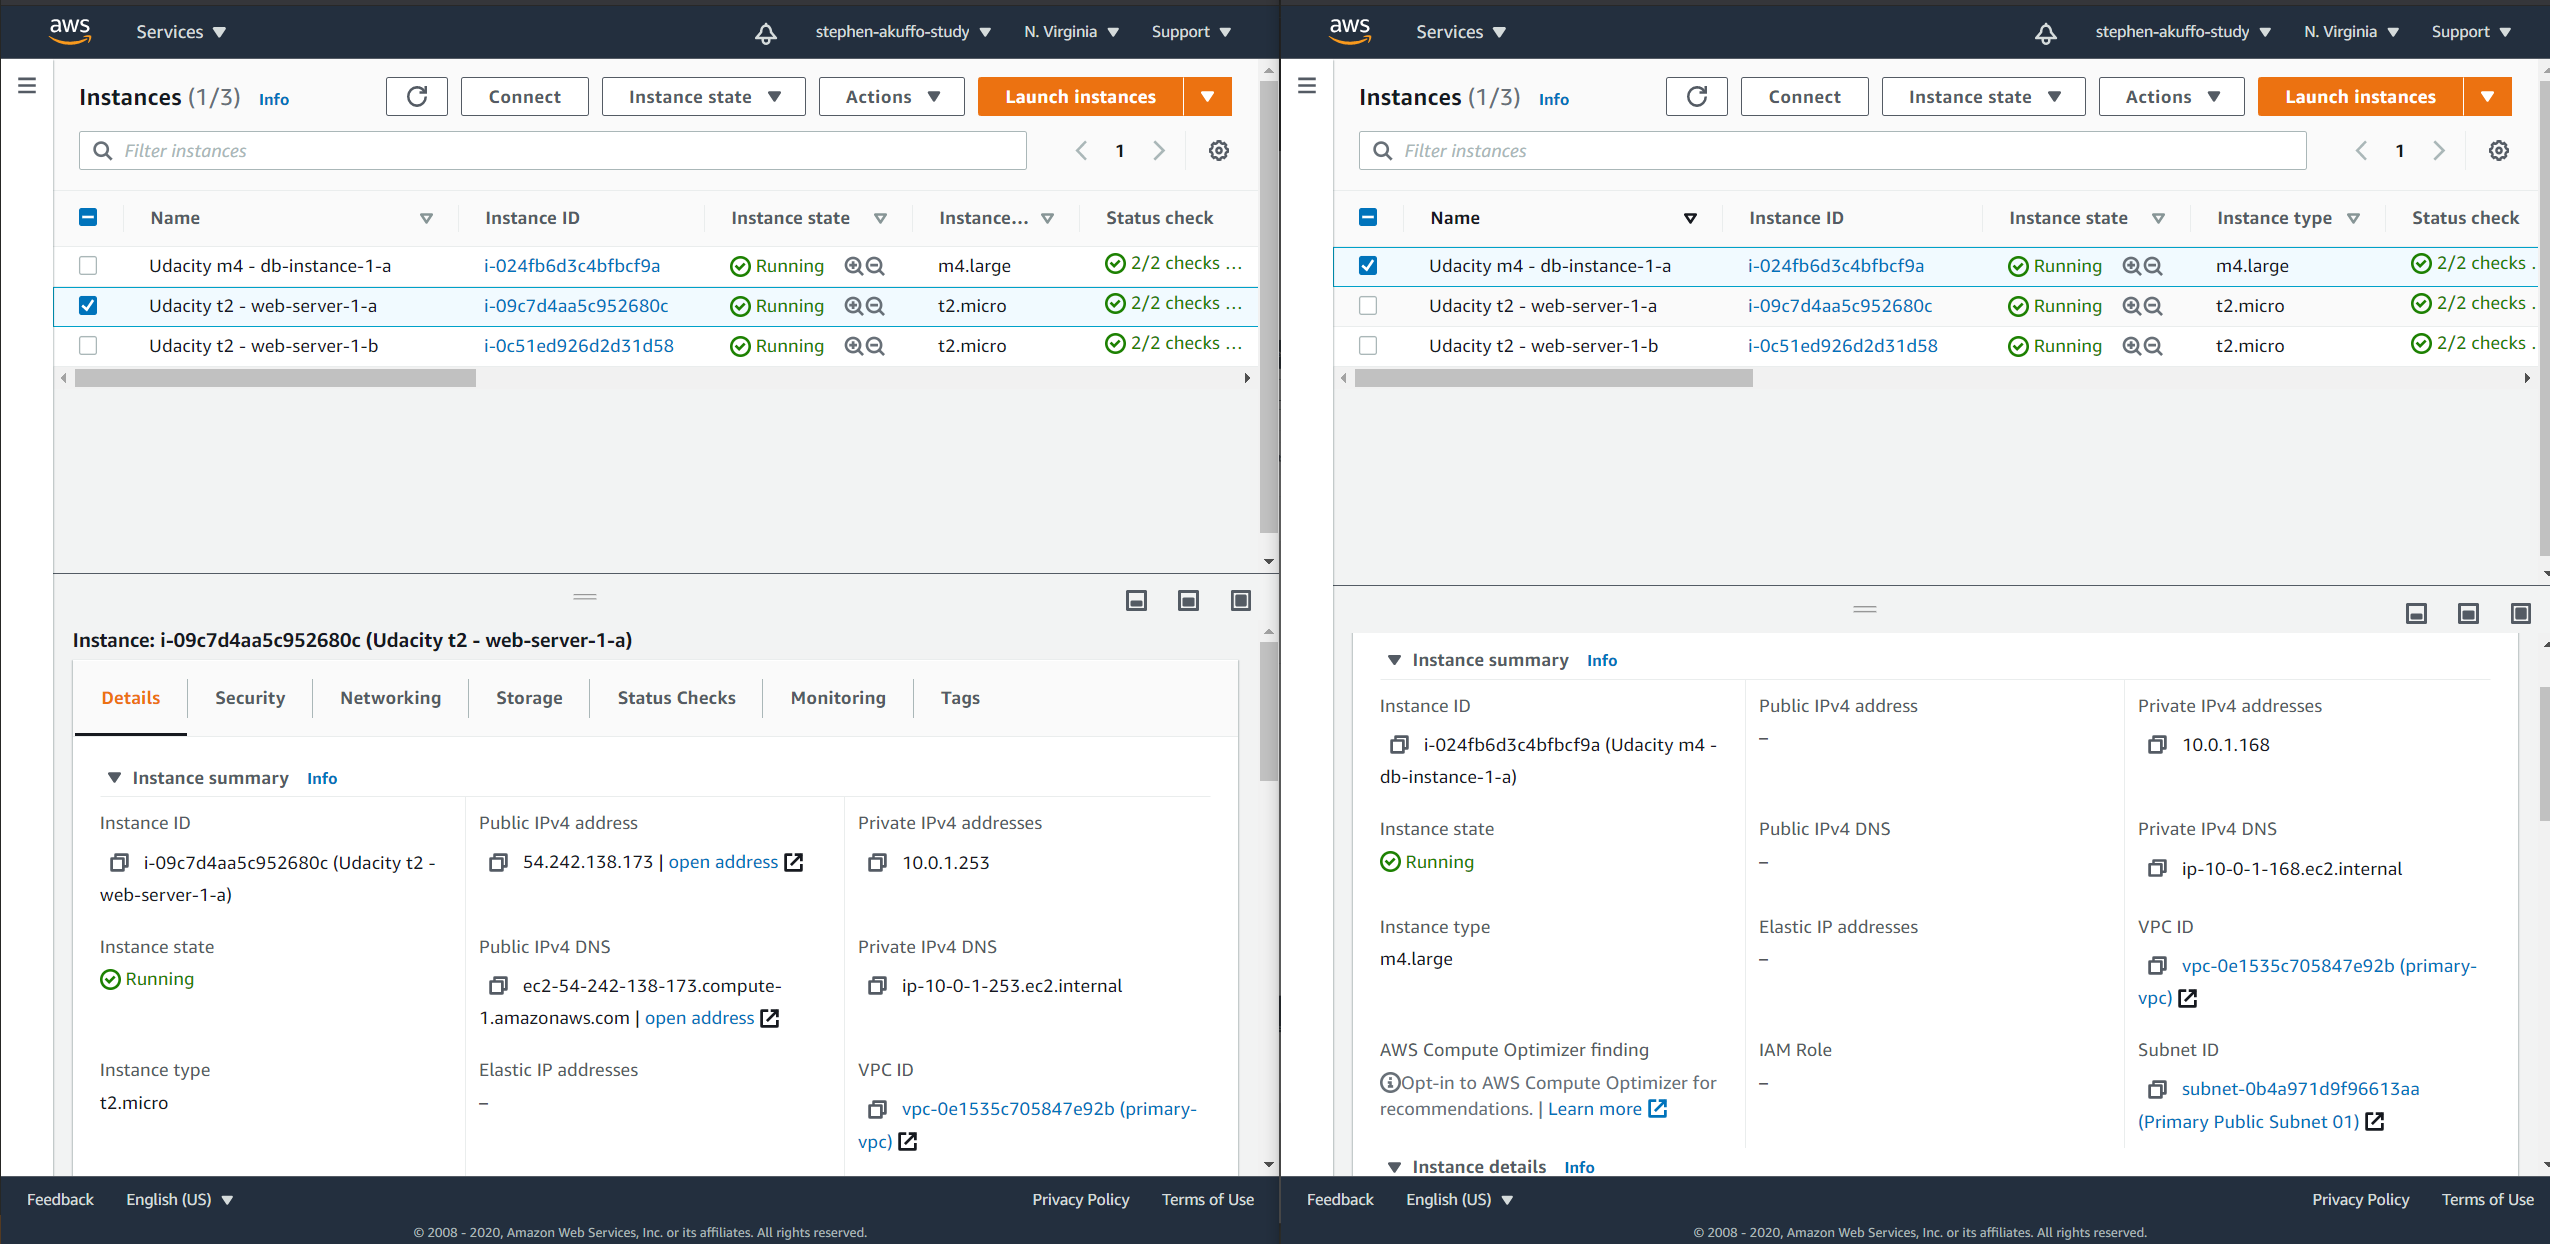 aws Services stephen-akuffo-study N. Virginia Support
Instances (1/3) Info Connect Instance state Actions Launch instances
Filter instances 1
Name Instance ID Instance state Instance... Status check
Udacity m4 - db-instance-1-a i-024fb6d3c4bfbcf9a Running m4.large 2/2 checks ...
Udacity t2 - web-server-1-a i-09c7d4aa5c952680c Running t2.micro 2/2 checks ...
Udacity t2 - web-server-1-b i-0c51ed926d2d31d58 Running t2.micro 2/2 checks ...
Instance: i-09c7d4aa5c952680c (Udacity t2 - web-server-1-a)
Details Security Networking Storage Status Checks Monitoring Tags
Instance summary Info
Instance ID Public IPv4 address Private IPv4 addresses
i-09c7d4aa5c952680c (Udacity t2 - 54.242.138.173 | open address 10.0.1.253
web-server-1-a)
Instance state Public IPv4 DNS Private IPv4 DNS
Running ec2-54-242-138-173.compute- ip-10-0-1-253.ec2.internal
1.amazonaws.com | open address
Instance type Elastic IP addresses VPC ID
t2.micro – vpc-0e1535c705847e92b (primary-
vpc)
Feedback English (US) Privacy Policy Terms of Use
© 2008 - 2020, Amazon Web Services, Inc. or its affiliates. All rights reserved.
aws Services stephen-akuffo-study N. Virginia Support
Instances (1/3) Info Connect Instance state Actions Launch instances
Filter instances 1
Name Instance ID Instance state Instance type Status check
Udacity m4 - db-instance-1-a i-024fb6d3c4bfbcf9a Running m4.large 2/2 checks .
Udacity t2 - web-server-1-a i-09c7d4aa5c952680c Running t2.micro 2/2 checks .
Udacity t2 - web-server-1-b i-0c51ed926d2d31d58 Running t2.micro 2/2 checks .
Instance summary Info
Instance ID Public IPv4 address Private IPv4 addresses
i-024fb6d3c4bfbcf9a (Udacity m4 - – 10.0.1.168
db-instance-1-a)
Instance state Public IPv4 DNS Private IPv4 DNS
Running – ip-10-0-1-168.ec2.internal
Instance type Elastic IP addresses VPC ID
m4.large – vpc-0e1535c705847e92b (primary-
vpc)
AWS Compute Optimizer finding IAM Role Subnet ID
Opt-in to AWS Compute Optimizer for – subnet-0b4a971d9f96613aa
recommendations. | Learn more (Primary Public Subnet 01)
Instance details Info
Feedback English (US) Privacy Policy Terms of Use
© 2008 - 2020, Amazon Web Services, Inc. or its affiliates. All rights reserved.